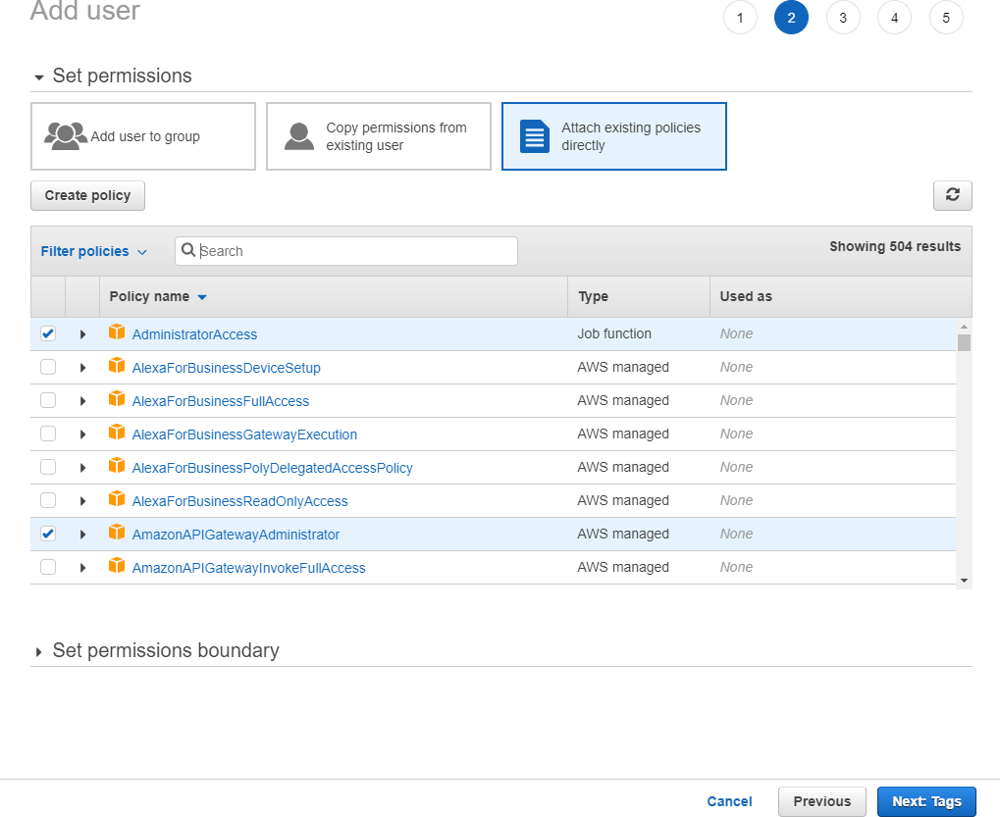 Add user
1 2 3 4 5
Set permissions
Add user to group
Copy permissions from
existing user
Attach existing policies
directly
Create policy
Filter policies
Search
Showing 504 results
Policy name Type Used as
AdministratorAccess Job function None
AlexaForBusinessDeviceSetup AWS managed None
AlexaForBusinessFullAccess AWS managed None
AlexaForBusinessGatewayExecution AWS managed None
AlexaForBusinessPolyDelegatedAccessPolicy AWS managed None
AlexaForBusinessReadOnlyAccess AWS managed None
AmazonAPIGatewayAdministrator AWS managed None
AmazonAPIGatewayInvokeFullAccess AWS managed None
Set permissions boundary
Cancel Previous Next: Tags